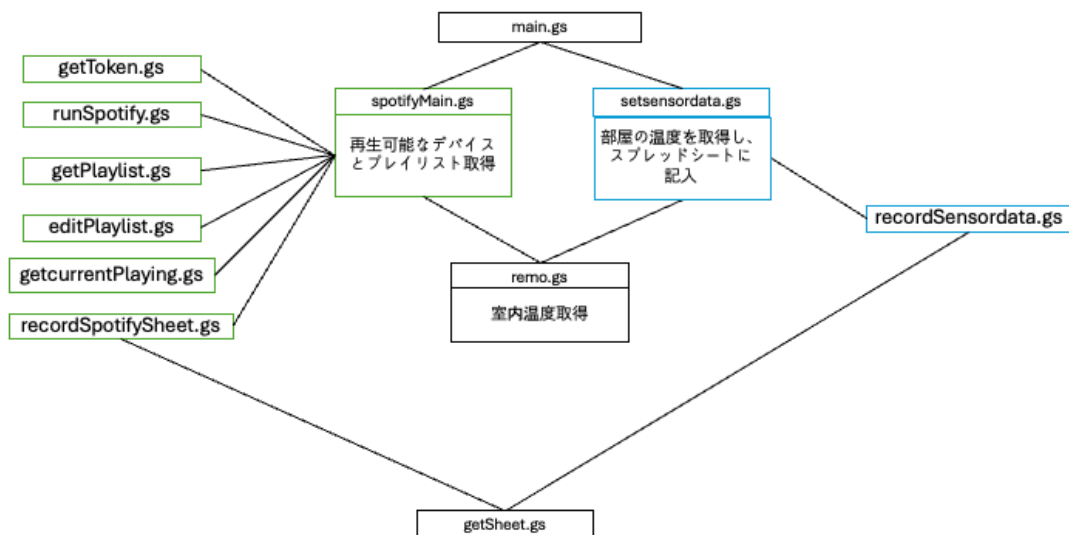 main.gs
getToken.gs
runSpotify.gs
getPlaylist.gs
editPlaylist.gs
getcurrentPlaying.gs
recordSpotifySheet.gs
spotifyMain.gs
再生可能なデバイス
とプレイリスト取得
setsensordata.gs
部屋の温度を取得し、
スプレッドシートに
記入
recordSensordata.gs
remo.gs
室内温度取得
getSheet.gs